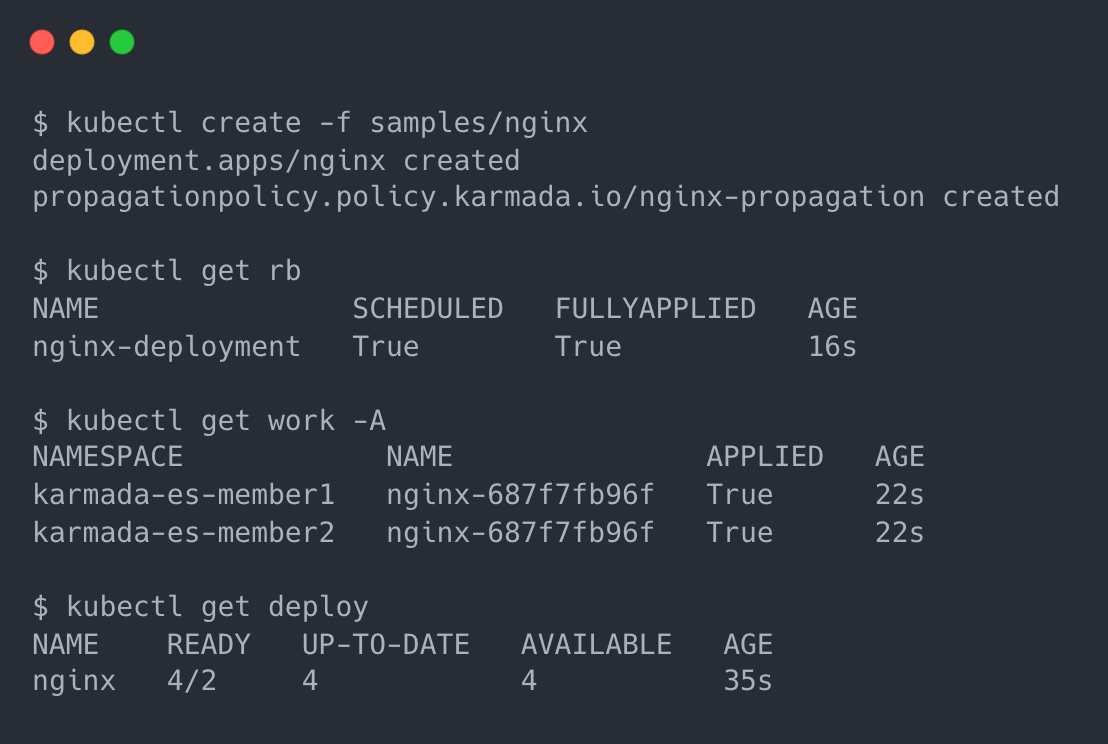 $ kubectl create -f samples/nginx
deployment.apps/nginx created
propagationpolicy.policy.karmada.io/nginx-propagation created
$ kubectl get rb
NAME               SCHEDULED   FULLYAPPLIED   AGE
nginx-deployment   True        True           16s
$ kubectl get work -A
NAMESPACE            NAME               APPLIED   AGE
karmada-es-member1   nginx-687f7fb96f   True      22s
karmada-es-member2   nginx-687f7fb96f   True      22s
$ kubectl get deploy
NAME    READY   UP-TO-DATE   AVAILABLE   AGE
nginx   4/2     4            4           35s